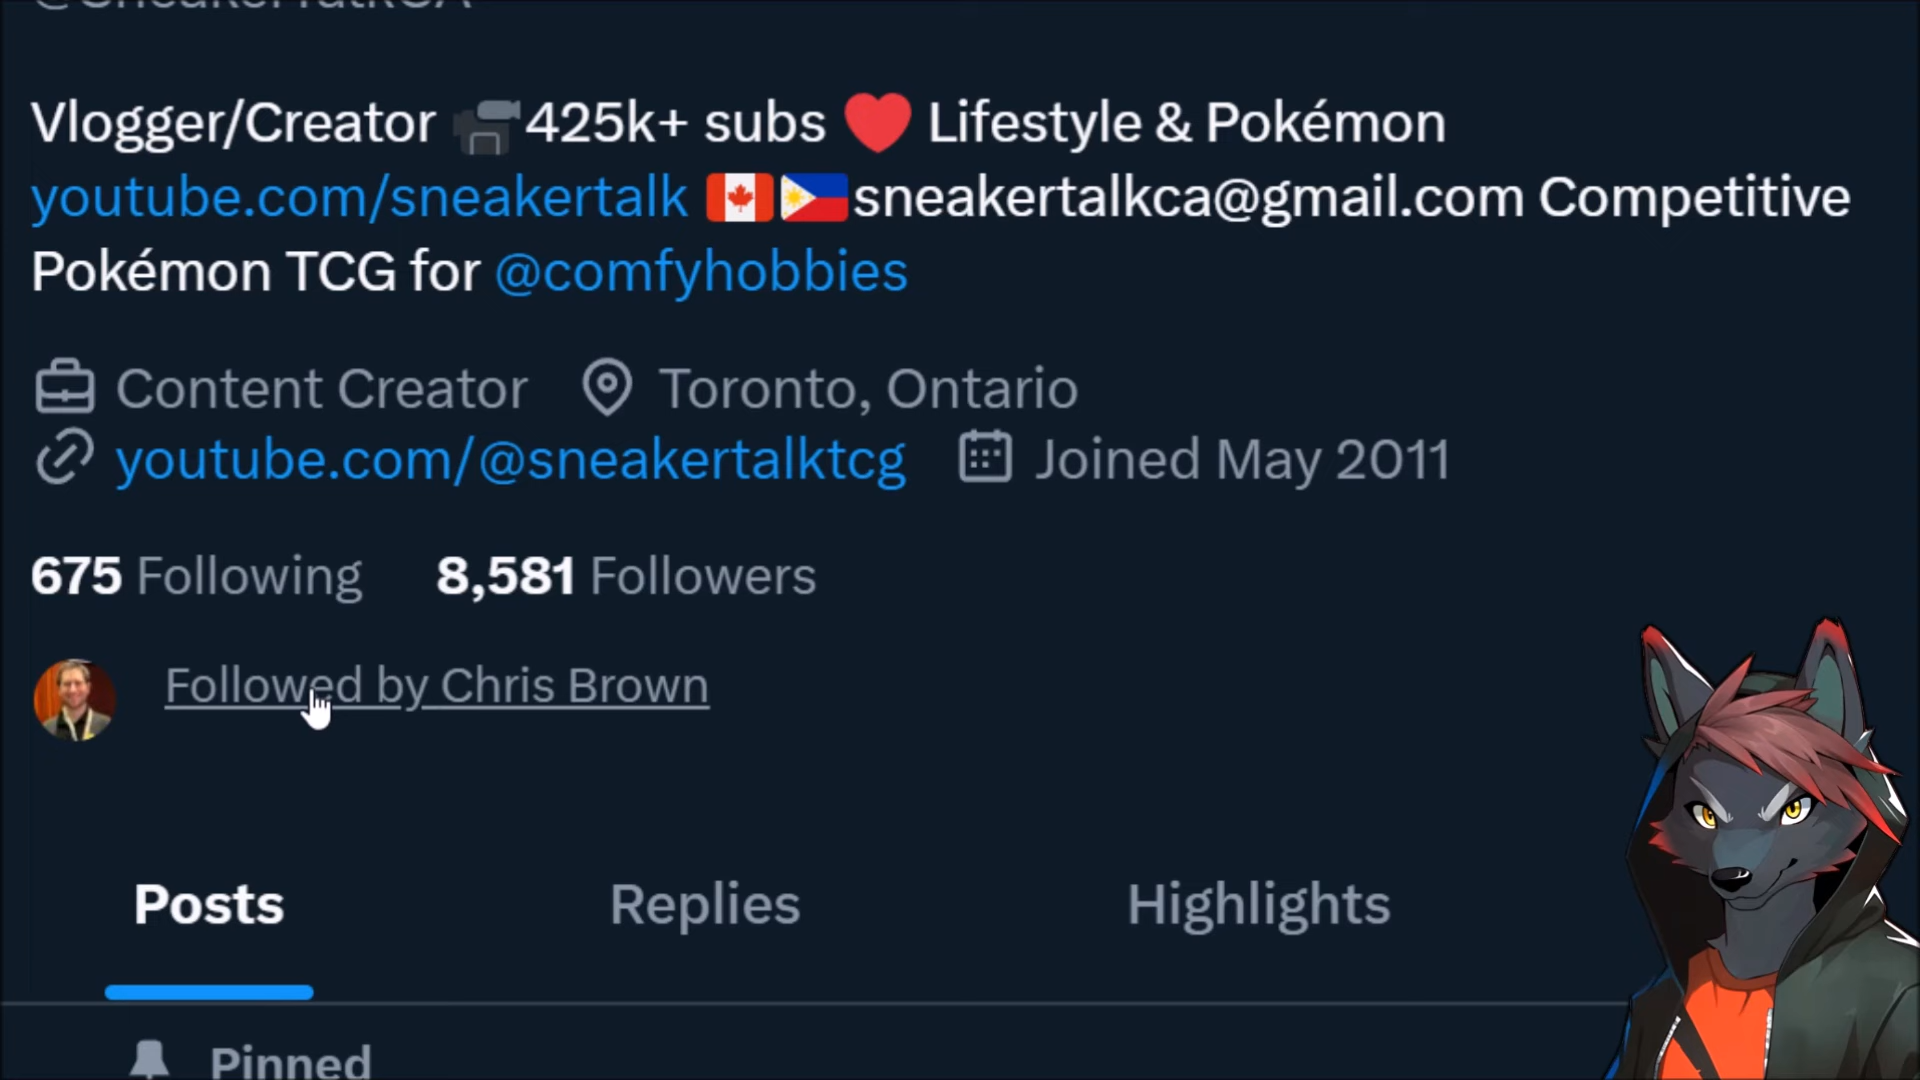 @SneakerTalkCA
Vlogger/Creator 425k+ subs Lifestyle & Pokémon
youtube.com/sneakertalk sneakertalkca@gmail.com Competitive
Pokémon TCG for @comfyhobbies
Content Creator Toronto, Ontario
youtube.com/@sneakertalktcg Joined May 2011
675 Following 8,581 Followers
Followed by Chris Brown
Posts Replies Highlights
Pinned